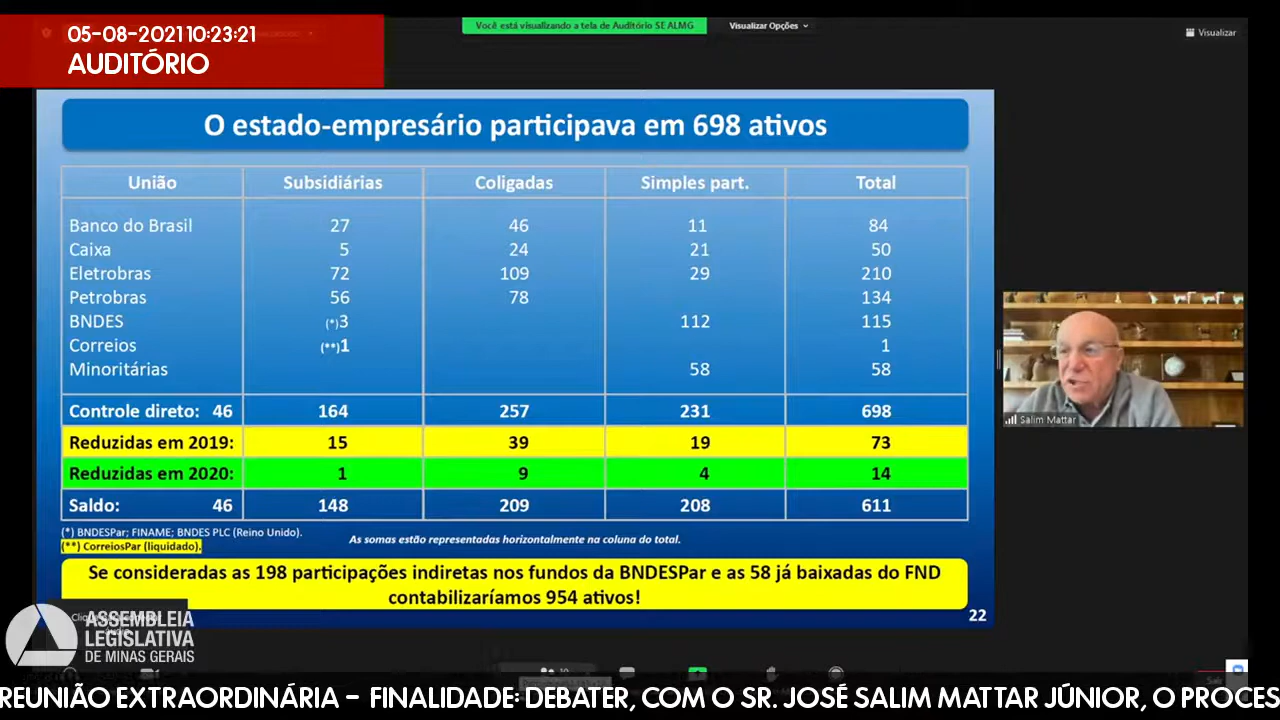 05-08-2021 10:23:21
AUDITÓRIO
Você está visualizando a tela de Auditório SE ALMG
Visualizar Opções
Visualizar
O estado-empresário participava em 698 ativos
União Subsidiárias Coligadas Simples part. Total
Banco do Brasil 27 46 11 84
Caixa 5 24 21 50
Eletrobras 72 109 29 210
Petrobras 56 78 134
BNDES (*)3 112 115
Correios (**)1 1
Minoritárias 58 58
Controle direto: 46 164 257 231 698
Reduzidas em 2019: 15 39 19 73
Reduzidas em 2020: 1 9 4 14
Saldo: 46 148 209 208 611
(*) BNDESPar; FINAME; BNDES PLC (Reino Unido).
(**) CorreiosPar (liquidado).
As somas estão representadas horizontalmente na coluna do total.
Se consideradas as 198 participações indiretas nos fundos da BNDESPar e as 58 já baixadas do FND
contabilizaríamos 954 ativos!
22
Salim Mattar
ASSEMBLEIA
LEGISLATIVA
DE MINAS GERAIS
Sair
REUNIÃO EXTRAORDINÁRIA - FINALIDADE: DEBATER, COM O SR. JOSÉ SALIM MATTAR JÚNIOR, O PROCES